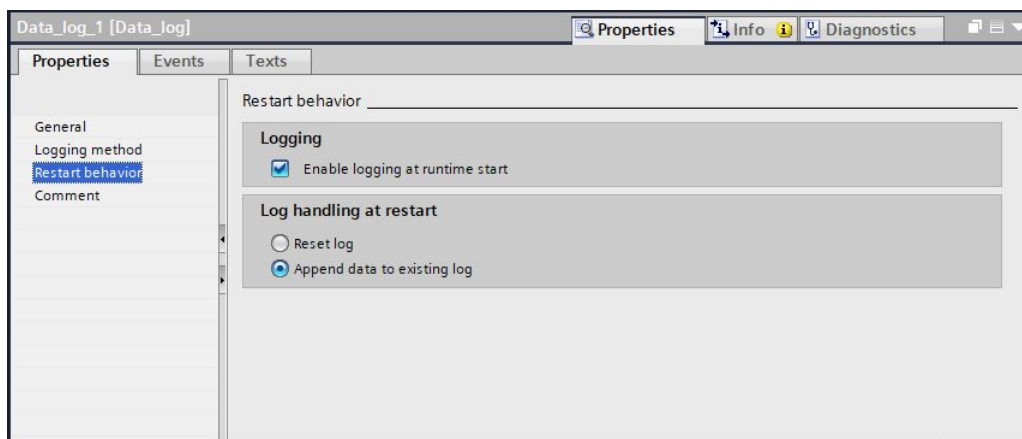 Data_log_1 [Data_log]
Properties
Info
Diagnostics
Properties
Events
Texts
General
Logging method
Restart behavior
Comment
Restart behavior
Logging
Enable logging at runtime start
Log handling at restart
Reset log
Append data to existing log